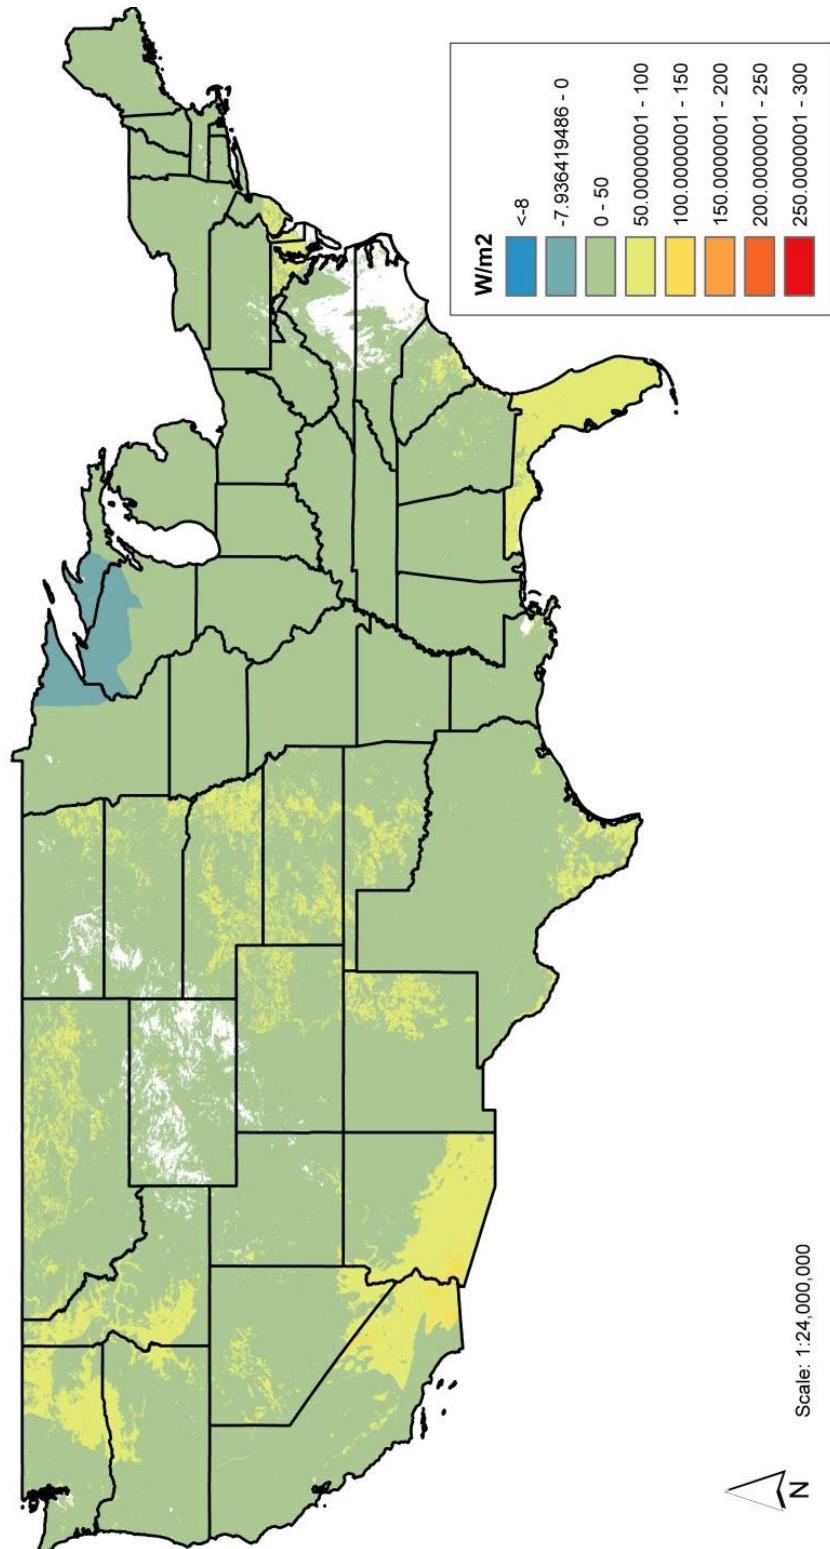 W/m2
<-8
-7.936419486 - 0
0 - 50
50.00000001 - 100
100.0000001 - 150
150.0000001 - 200
200.0000001 - 250
250.0000001 - 300
Scale: 1:24,000,000
N